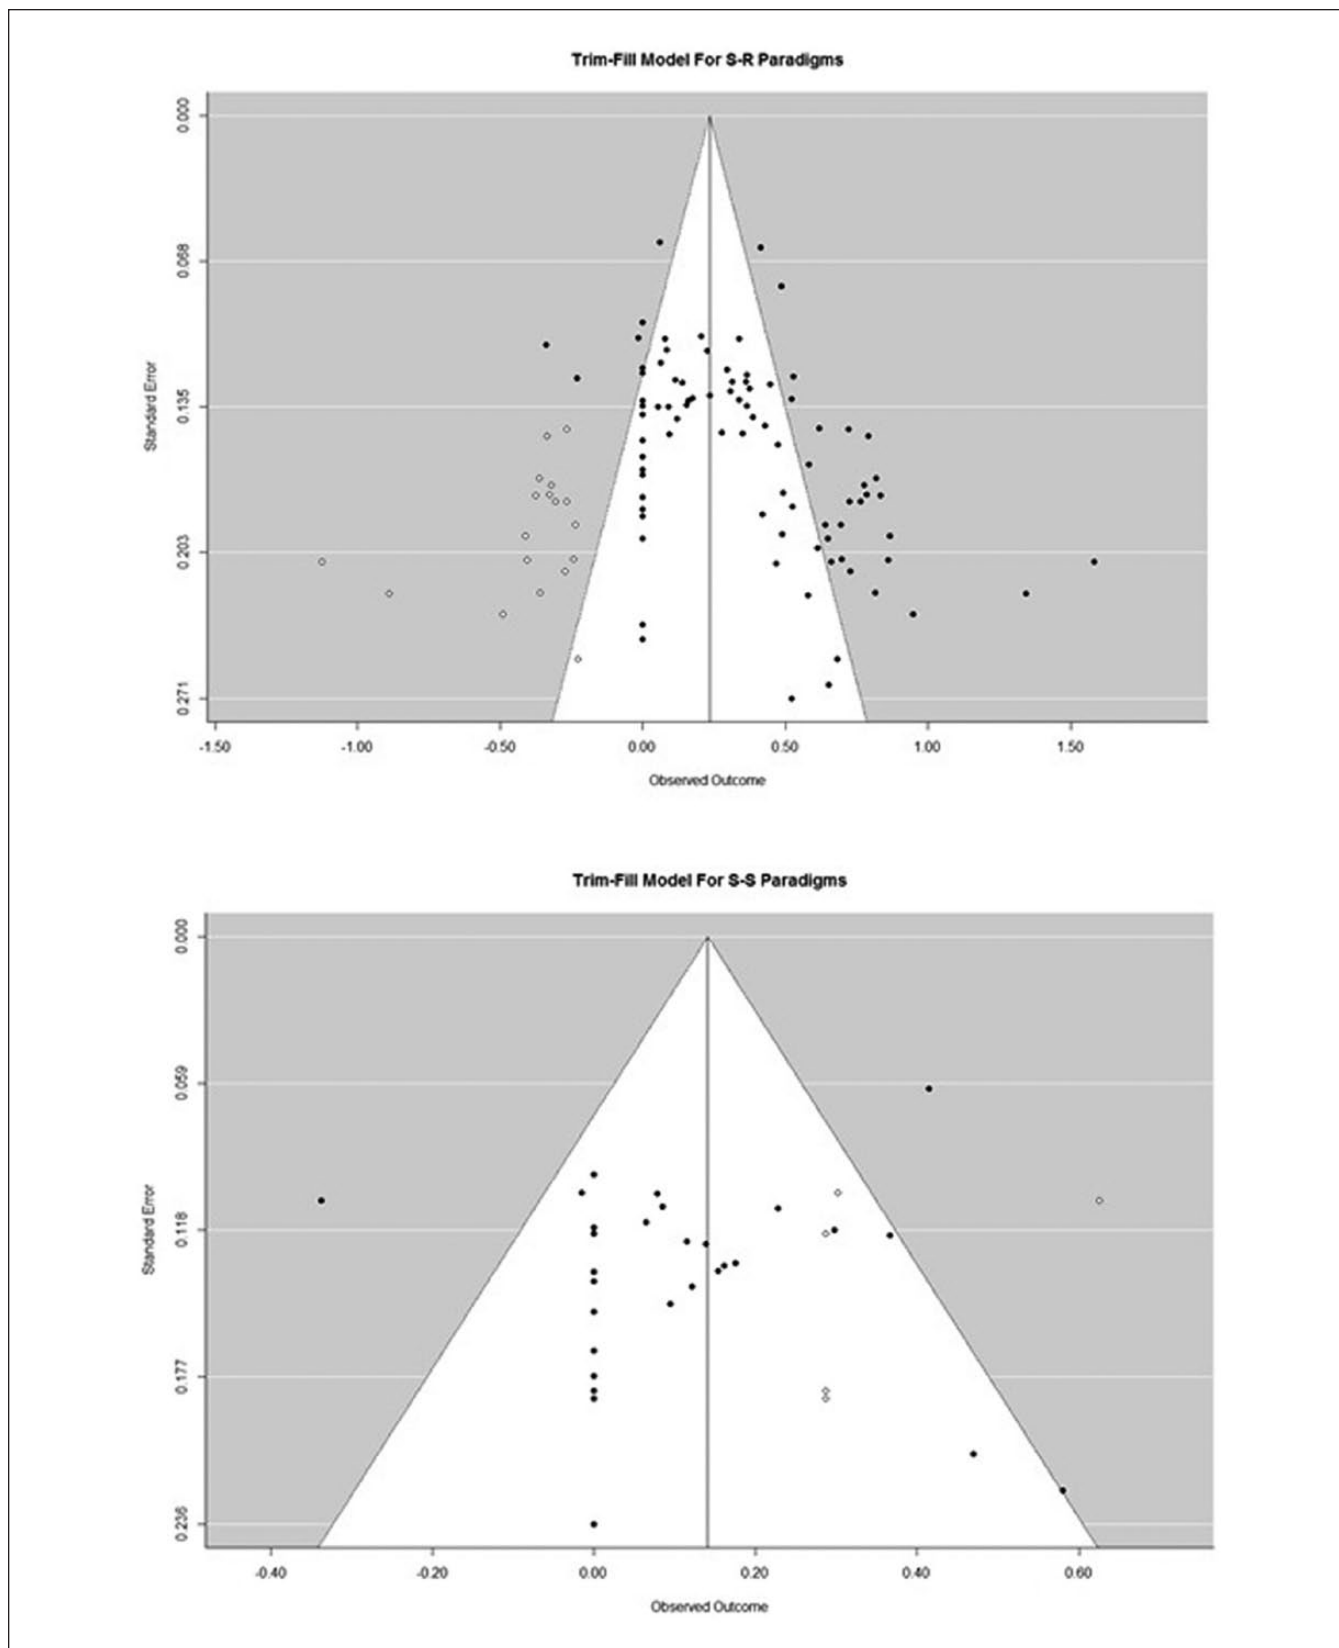 Trim-Fill Model For S-R Paradigms
0.000
0.068
0.135
0.203
0.271
Standard Error
-1.50 -1.00 -0.50 0.00 0.50 1.00 1.50
Observed Outcome
Trim-Fill Model For S-S Paradigms
0.000
0.059
0.118
0.177
0.236
Standard Error
-0.40 -0.20 0.00 0.20 0.40 0.60
Observed Outcome